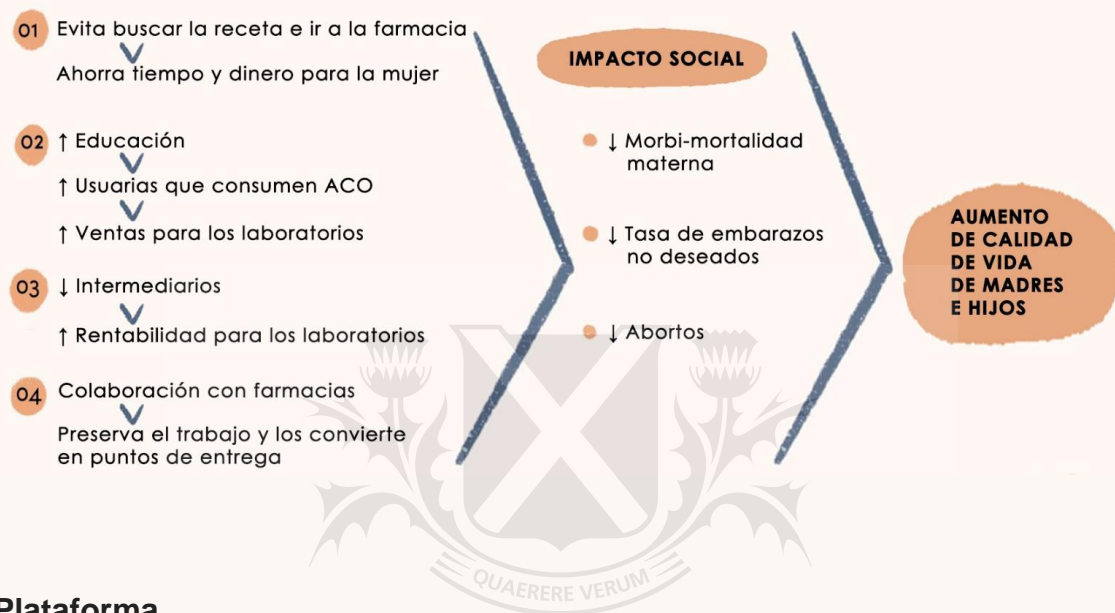 01 Evita buscar la receta e ir a la farmacia
Ahorra tiempo y dinero para la mujer
02 ↑ Educación
↑ Usuarias que consumen ACO
↑ Ventas para los laboratorios
03 ↓ Intermediarios
↑ Rentabilidad para los laboratorios
04 Colaboración con farmacias
Preserva el trabajo y los convierte
en puntos de entrega
IMPACTO SOCIAL
↓ Morbi-mortalidad
materna
↓ Tasa de embarazos
no deseados
↓ Abortos
AUMENTO
DE CALIDAD
DE VIDA
DE MADRES
E HIJOS
QUAERERE VERUM
Plataforma